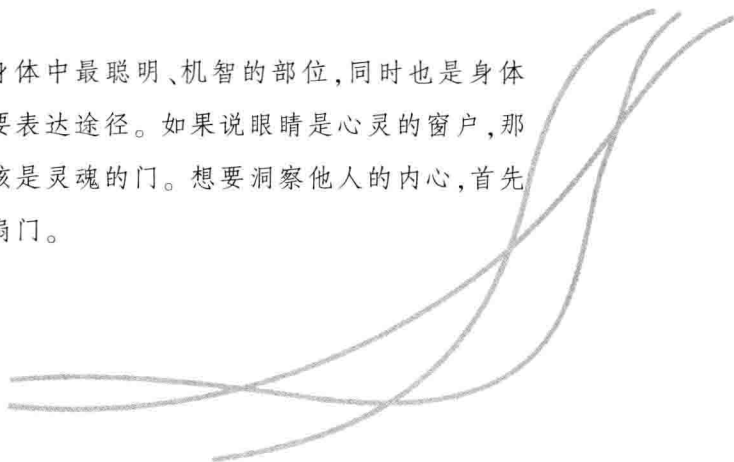 体中最聪明、机智的部位,同时也是身体
要表达途径。如果说眼睛是心灵的窗户,那
该是灵魂的门。想要洞察他人的内心,首先
扇门。